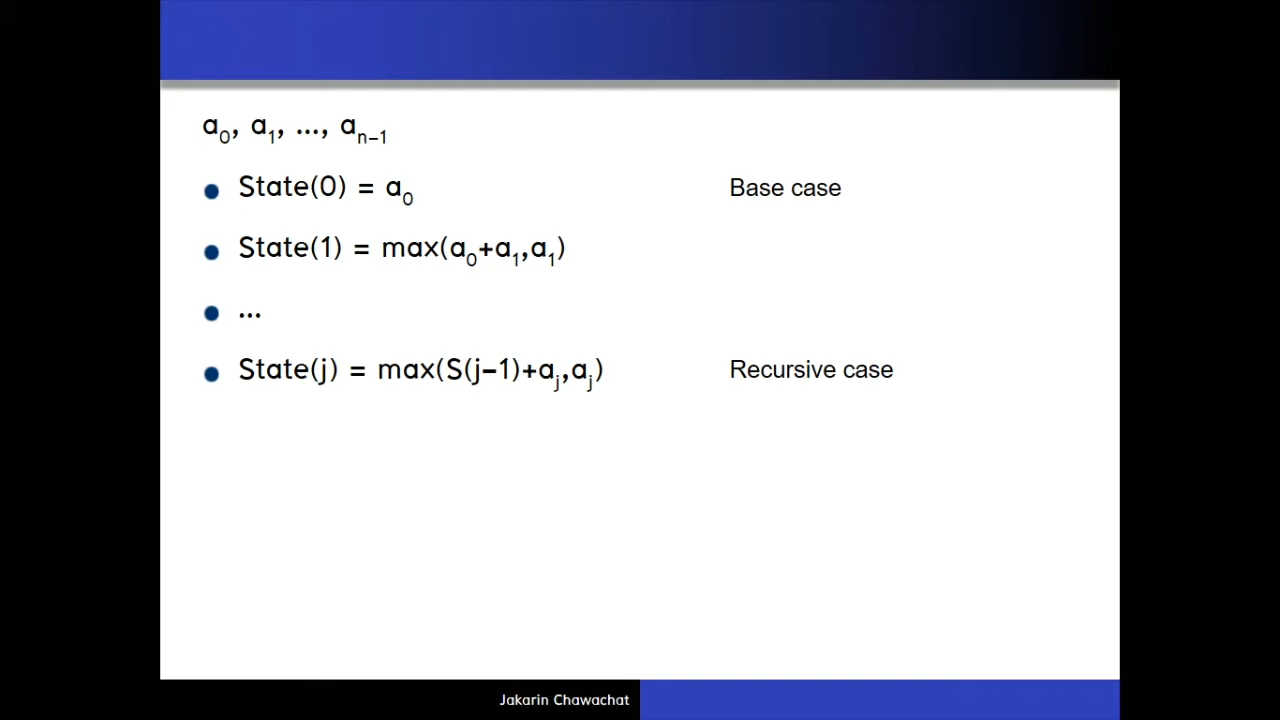 a₀, a₁, ..., aₙ₋₁
State(0) = a₀ Base case
State(1) = max(a₀+a₁,a₁)
...
State(j) = max(S(j-1)+aⱼ,aⱼ) Recursive case
Jakarin Chawachat